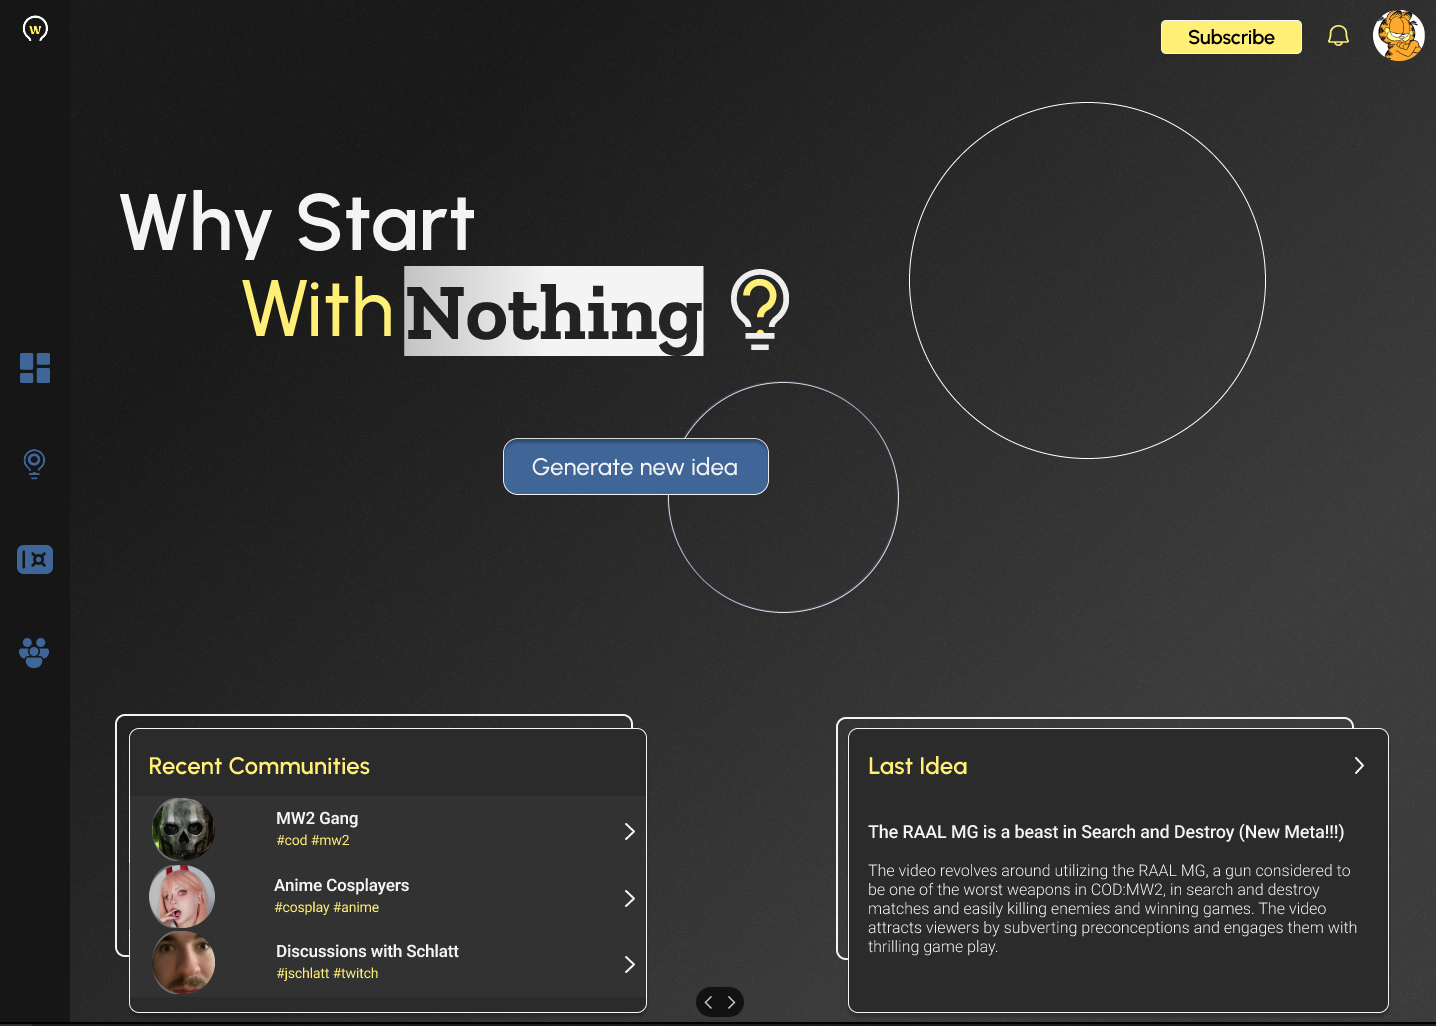 W
Subscribe
Why Start
With Nothing
Generate new idea
Recent Communities
MW2 Gang
#cod #mw2
Anime Cosplayers
#cosplay #anime
Discussions with Schlatt
#jschlatt #twitch
Last Idea
The RAAL MG is a beast in Search and Destroy (New Meta!!!)
The video revolves around utilizing the RAAL MG, a gun considered to
be one of the worst weapons in COD:MW2, in search and destroy
matches and easily killing enemies and winning games. The video
attracts viewers by subverting preconceptions and engages them with
thrilling game play.